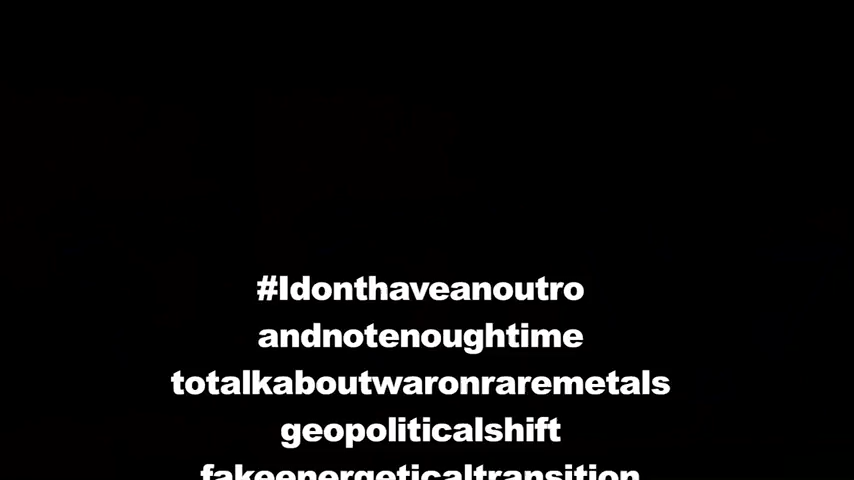 #Idonthaveanoutro
andnotenoughtime
totalkaboutwaronraremetals
geopoliticalshift
fakeenergeticaltransition